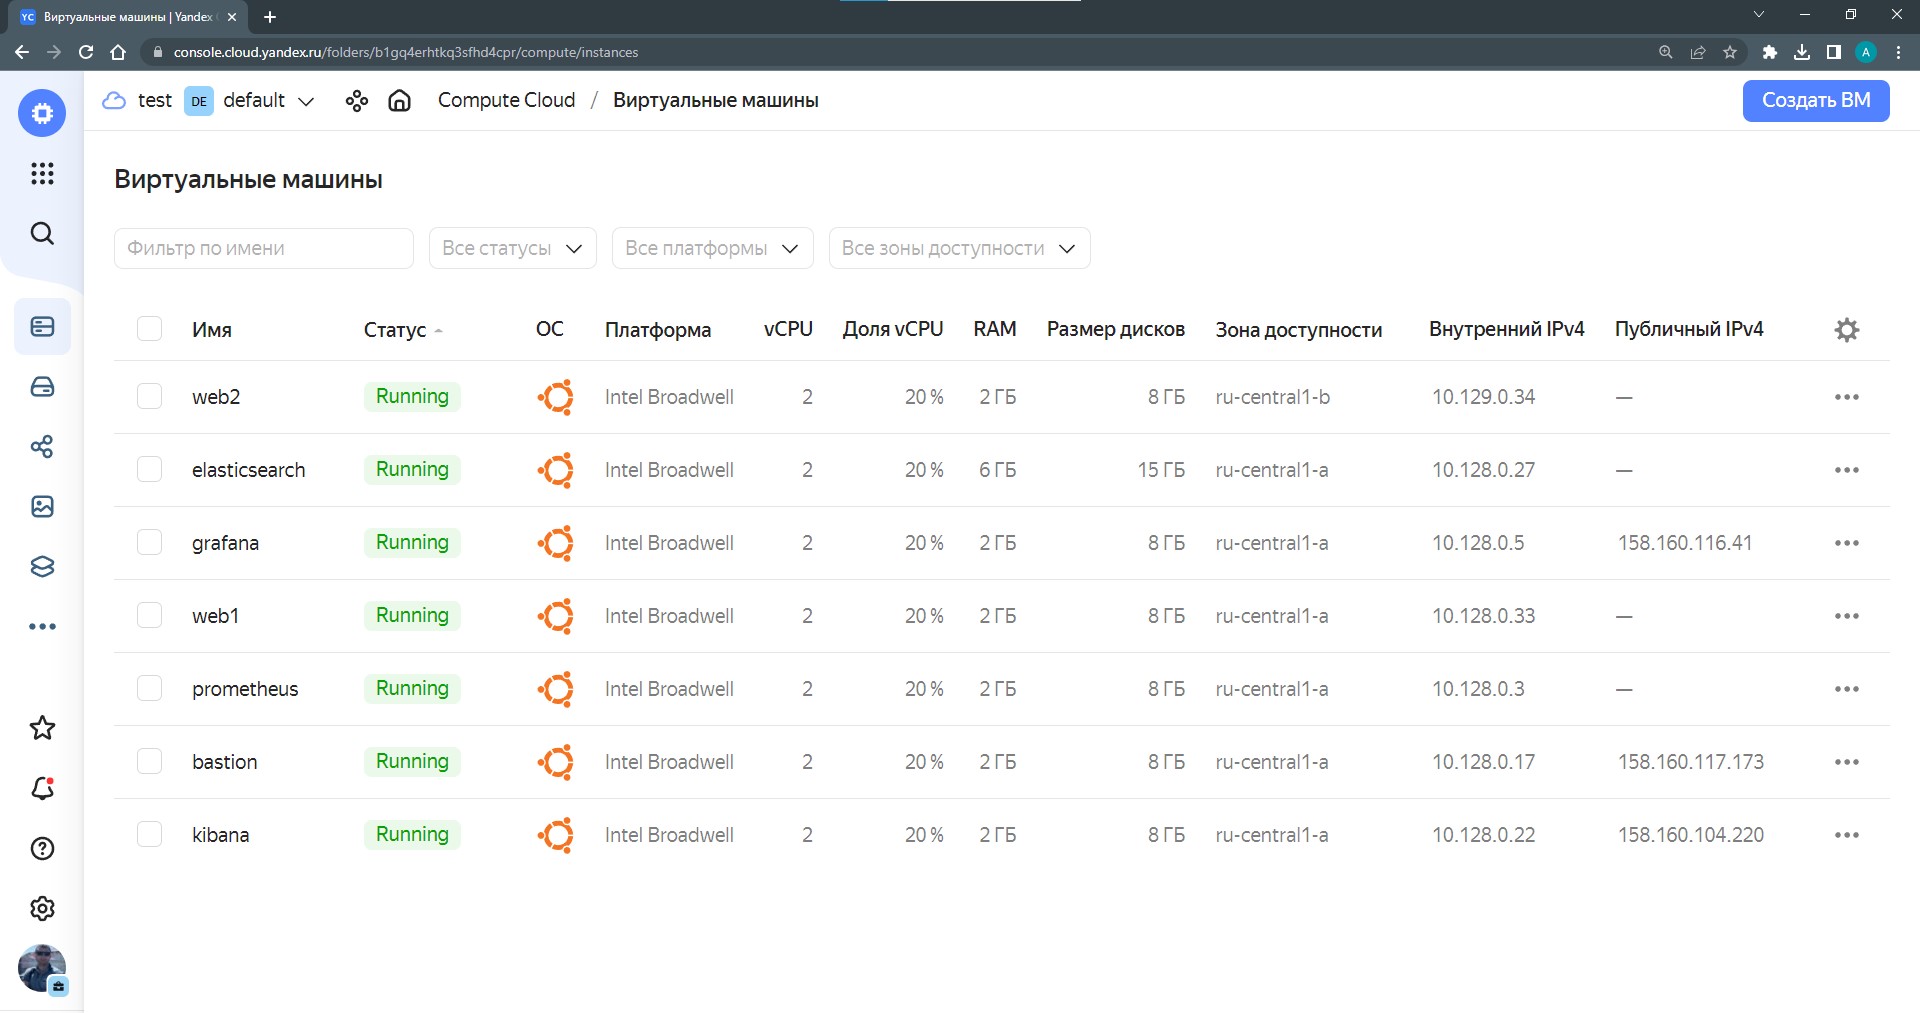 YC Виртуальные машины | Yandex
console.cloud.yandex.ru/folders/b1gq4erhtkq3sfhd4cpr/compute/instances A
test DE default Compute Cloud / Виртуальные машины Создать ВМ
Виртуальные машины
Фильтр по имени Все статусы Все платформы Все зоны доступности
Имя Статус ОС Платформа vCPU Доля vCPU RAM Размер дисков Зона доступности Внутренний IPv4 Публичный IPv4
web2 Running Intel Broadwell 2 20 % 2 ГБ 8 ГБ ru-central1-b 10.129.0.34 —
elasticsearch Running Intel Broadwell 2 20 % 6 ГБ 15 ГБ ru-central1-a 10.128.0.27 —
grafana Running Intel Broadwell 2 20 % 2 ГБ 8 ГБ ru-central1-a 10.128.0.5 158.160.116.41
web1 Running Intel Broadwell 2 20 % 2 ГБ 8 ГБ ru-central1-a 10.128.0.33 —
prometheus Running Intel Broadwell 2 20 % 2 ГБ 8 ГБ ru-central1-a 10.128.0.3 —
bastion Running Intel Broadwell 2 20 % 2 ГБ 8 ГБ ru-central1-a 10.128.0.17 158.160.117.173
kibana Running Intel Broadwell 2 20 % 2 ГБ 8 ГБ ru-central1-a 10.128.0.22 158.160.104.220